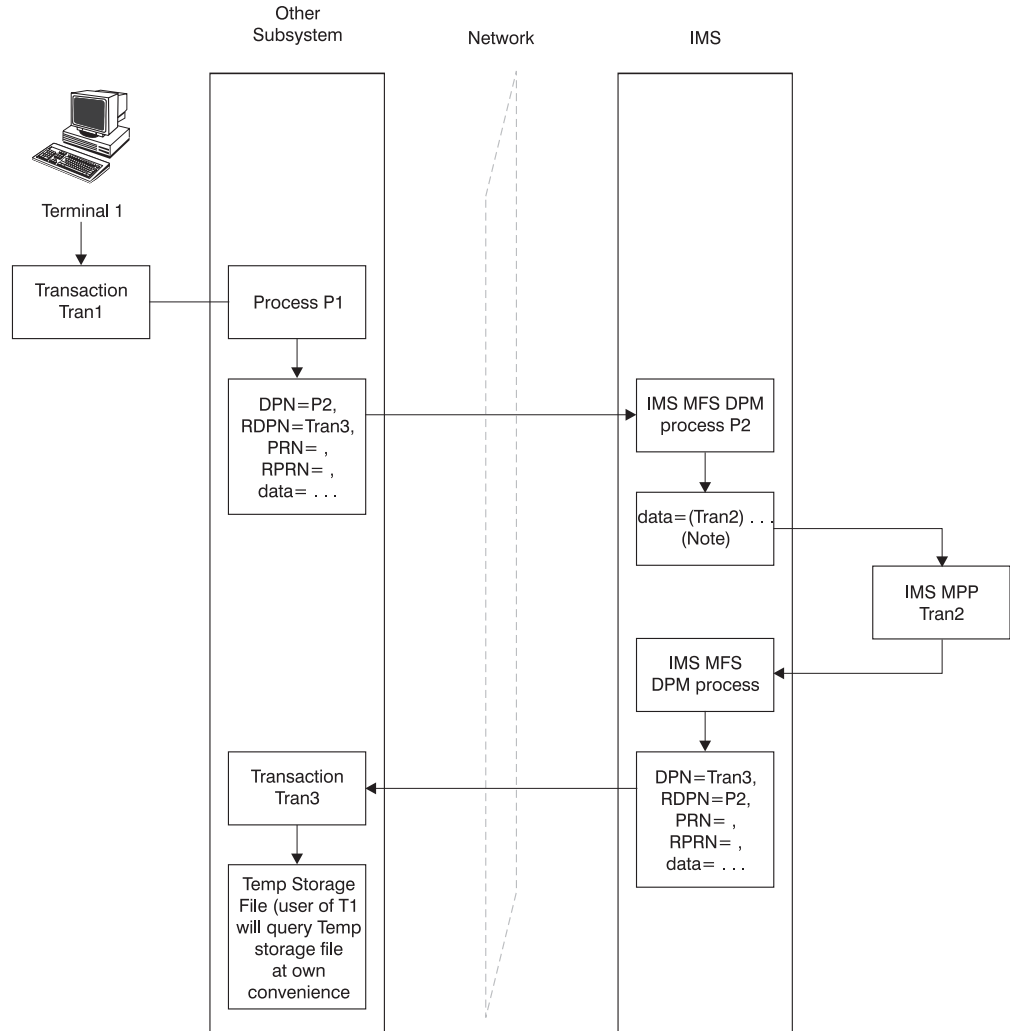 Other
Subsystem
Network
IMS
Terminal 1
Transaction
Tran1
Process P1
DPN=P2,
RDPN=Tran3,
PRN= ,
RPRN= ,
data= . . .
IMS MFS DPM
process P2
data=(Tran2) . . .
(Note)
IMS MPP
Tran2
IMS MFS
DPM process
DPN=Tran3,
RDPN=P2,
PRN= ,
RPRN= ,
data= . . .
Transaction
Tran3
Temp Storage
File (user of T1
will query Temp
storage file
at own
convenience